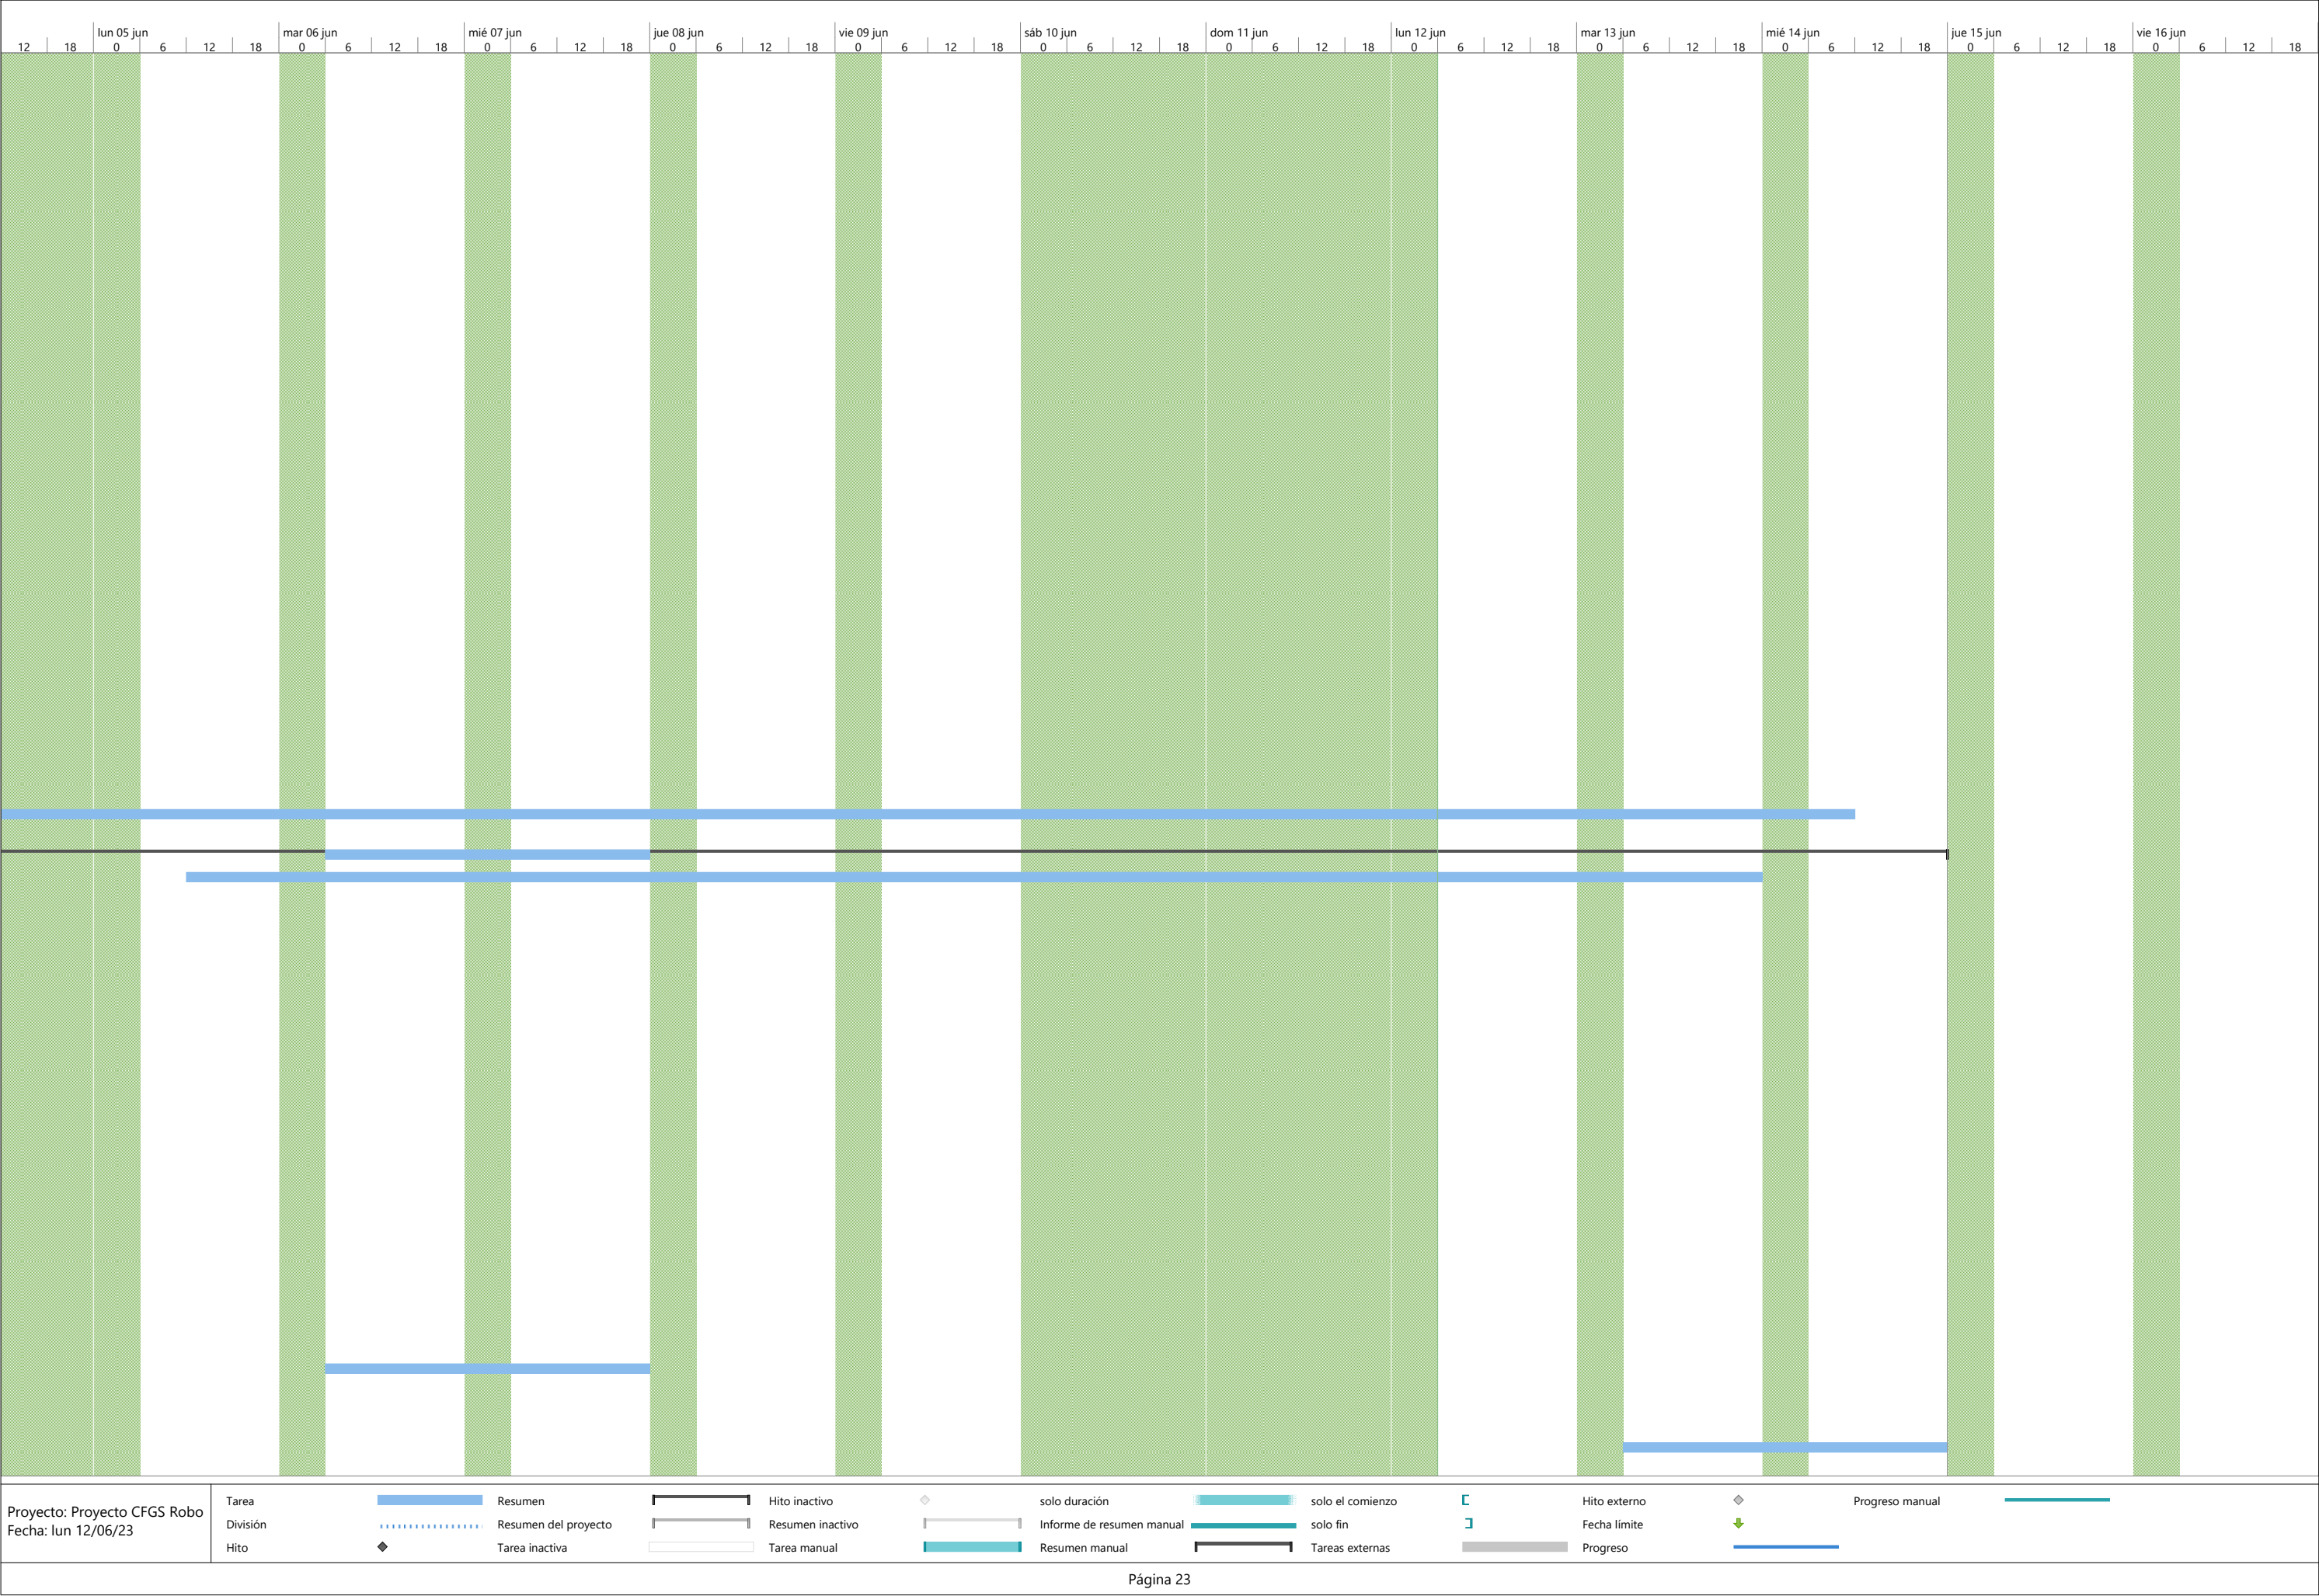 lun 05 jun mar 06 jun mié 07 jun jue 08 jun vie 09 jun sáb 10 jun dom 11 jun lun 12 jun mar 13 jun mié 14 jun jue 15 jun vie 16 jun
12 18 0 6 12 18 0 6 12 18 0 6 12 18 0 6 12 18 0 6 12 18 0 6 12 18 0 6 12 18 0 6 12 18 0 6 12 18 0 6 12 18 0 6 12 18 0 6 12 18
Proyecto: Proyecto CFGS Robo
Fecha: lun 12/06/23
Tarea
División
Hito
Resumen
Resumen del proyecto
Tarea inactiva
Hito inactivo
Resumen inactivo
Tarea manual
solo duración
Informe de resumen manual
Resumen manual
solo el comienzo
solo fin
Tareas externas
Hito externo
Fecha límite
Progreso
Progreso manual
Página 23